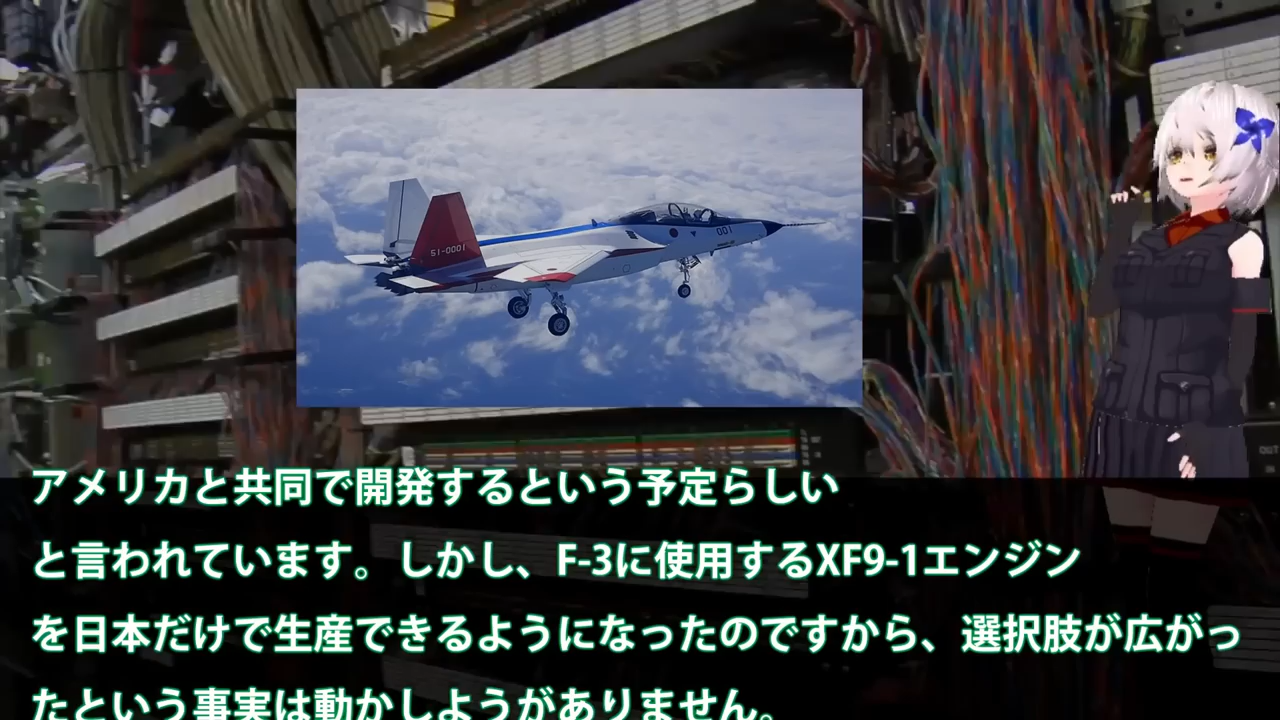 001
51-0001
アメリカと共同で開発するという予定らしい
と言われています。しかし、F-3に使用するXF9-1エンジン
を日本だけで生産できるようになったのですから、選択肢が広がっ
たという事実は動かしようがありません。